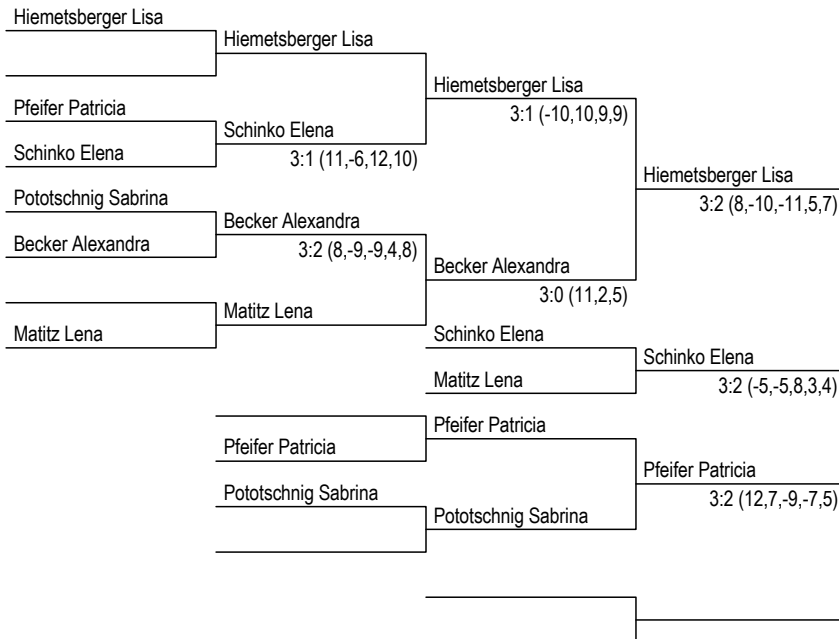 Hiemetsberger Lisa
Hiemetsberger Lisa
Hiemetsberger Lisa
3:1 (-10,10,9,9)
Pfeifer Patricia
Schinko Elena
Schinko Elena
3:1 (11,-6,12,10)
Hiemetsberger Lisa
3:2 (8,-10,-11,5,7)
Pototschnig Sabrina
Becker Alexandra
Becker Alexandra
3:2 (8,-9,-9,4,8)
Becker Alexandra
3:0 (11,2,5)
Matitz Lena
Matitz Lena
Schinko Elena
Matitz Lena
Schinko Elena
3:2 (-5,-5,8,3,4)
Pfeifer Patricia
Pfeifer Patricia
Pfeifer Patricia
3:2 (12,7,-9,-7,5)
Pototschnig Sabrina
Pototschnig Sabrina